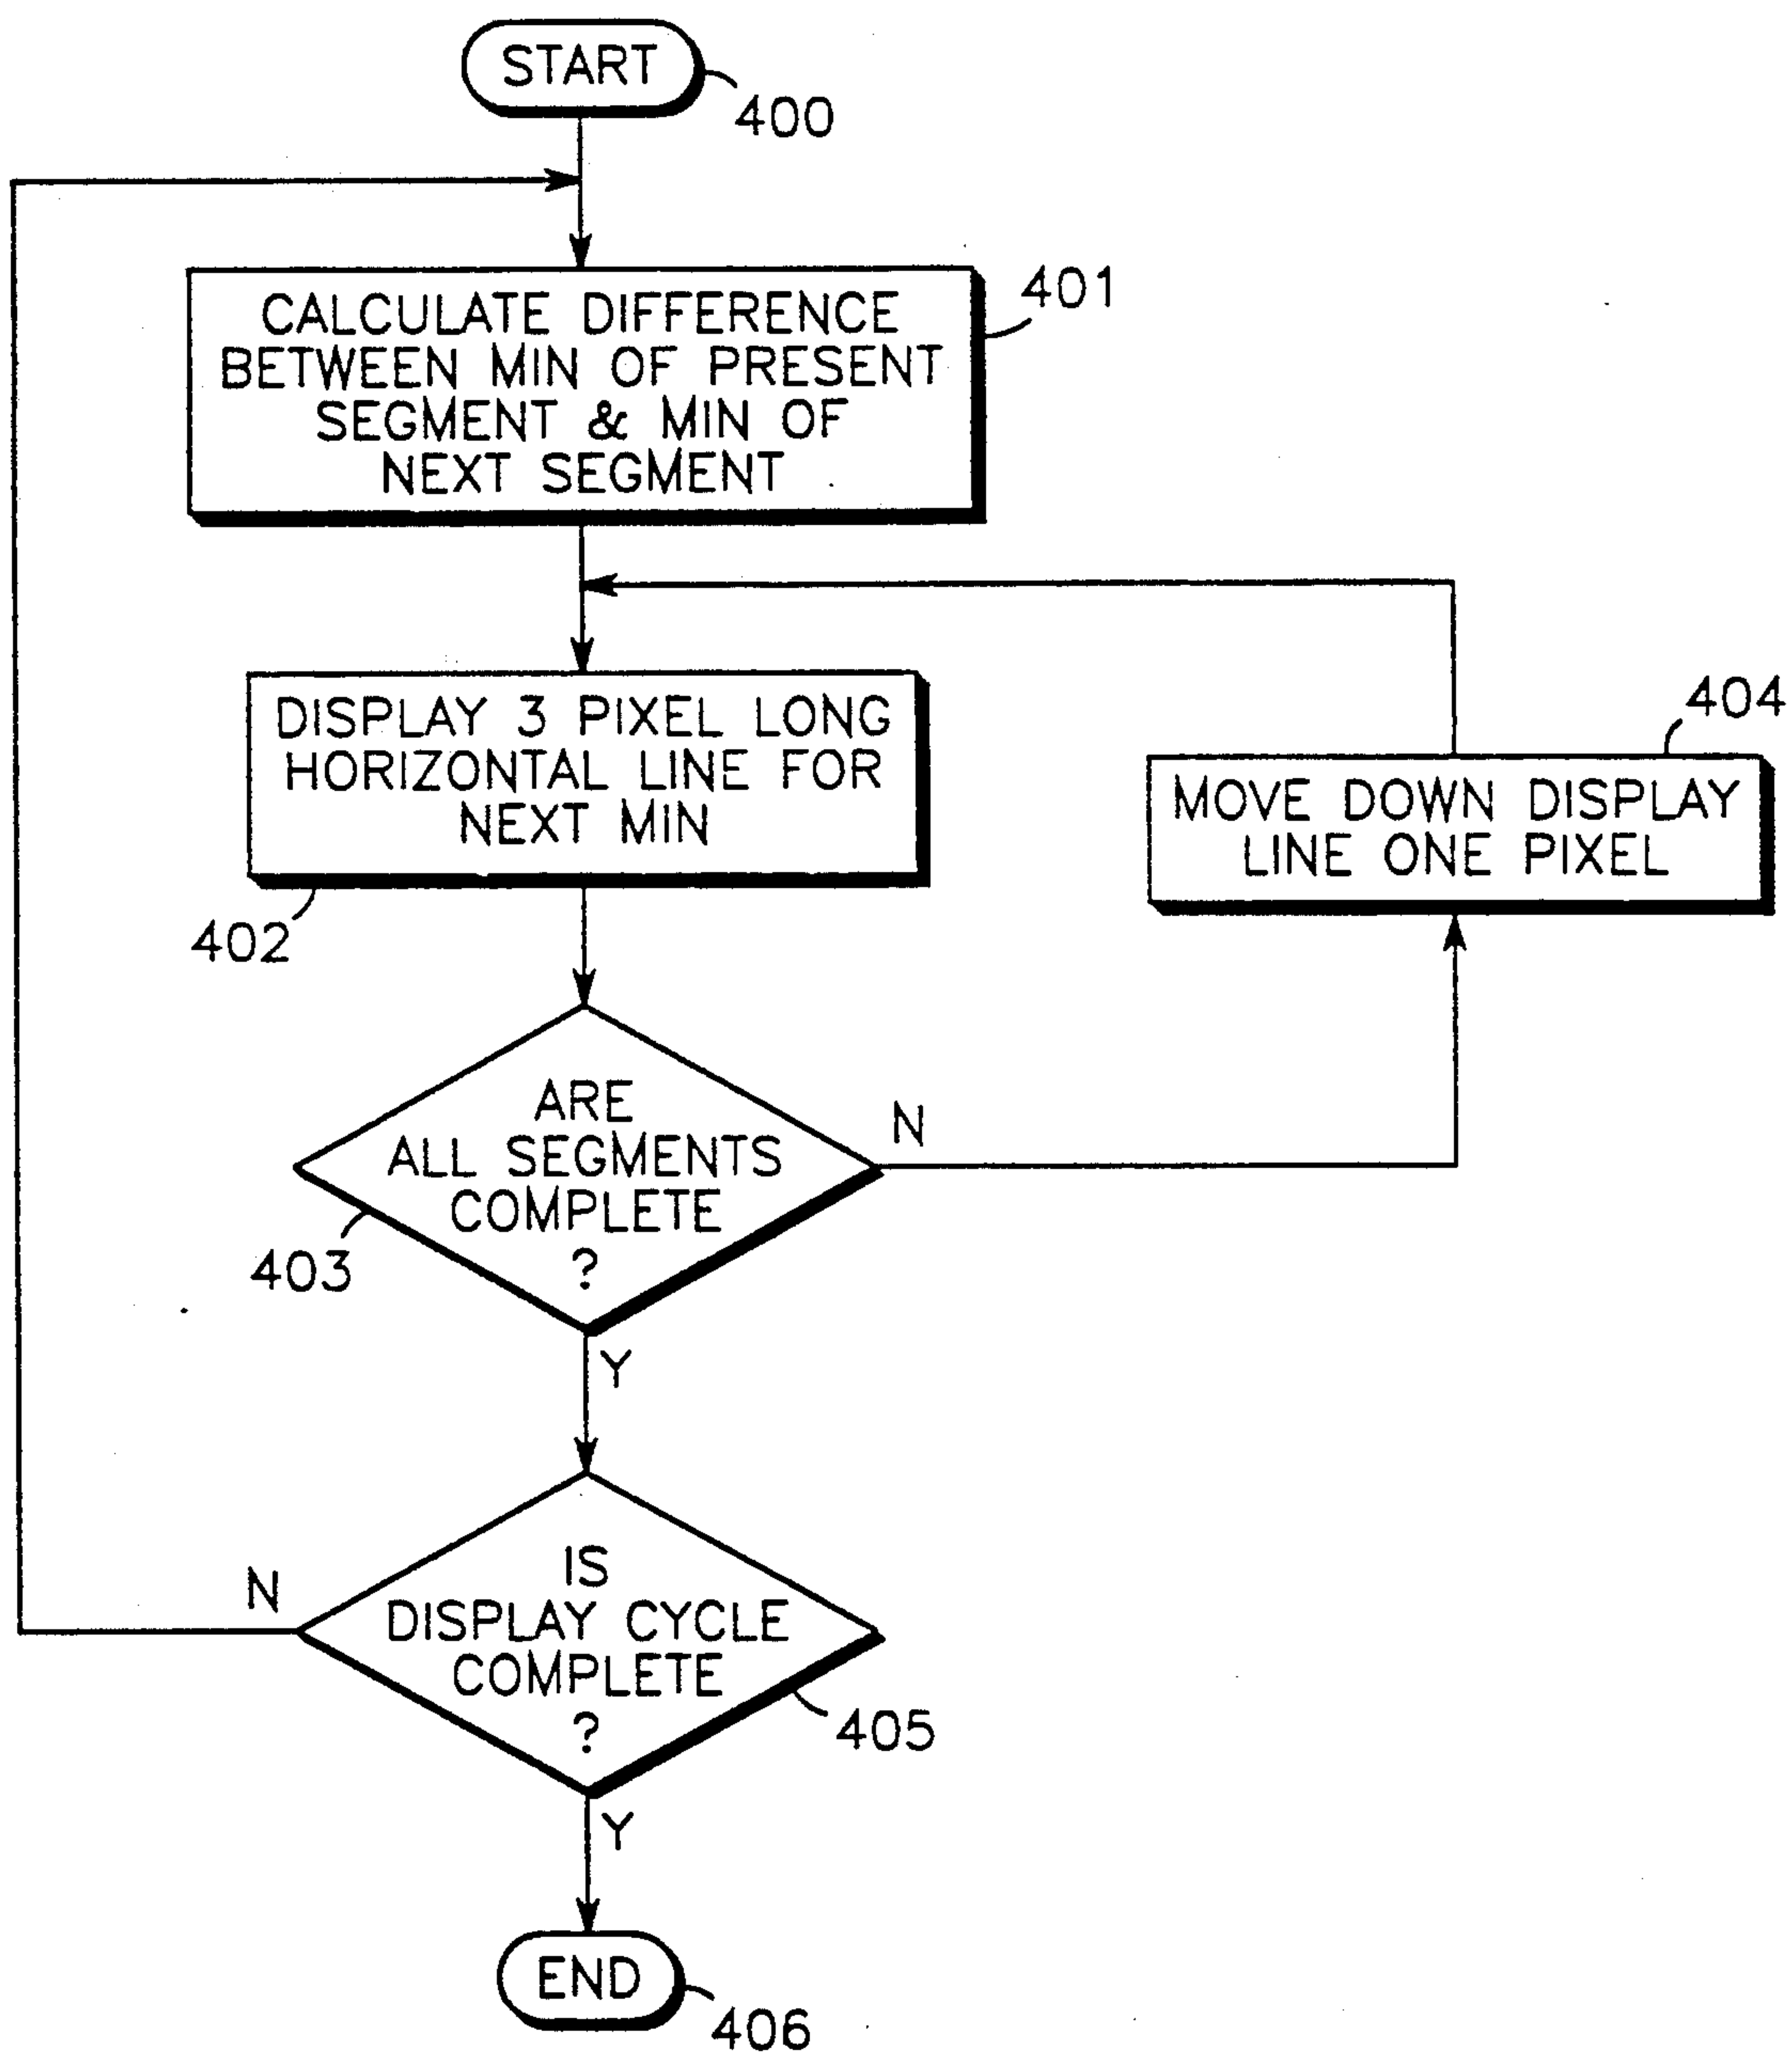 START
400
CALCULATE DIFFERENCE
BETWEEN MIN OF PRESENT
SEGMENT & MIN OF
NEXT SEGMENT
401
DISPLAY 3 PIXEL LONG
HORIZONTAL LINE FOR
NEXT MIN
402
404
MOVE DOWN DISPLAY
LINE ONE PIXEL
ARE
ALL SEGMENTS
COMPLETE
?
N
403
Y
IS
DISPLAY CYCLE
COMPLETE
?
N
405
Y
END
406